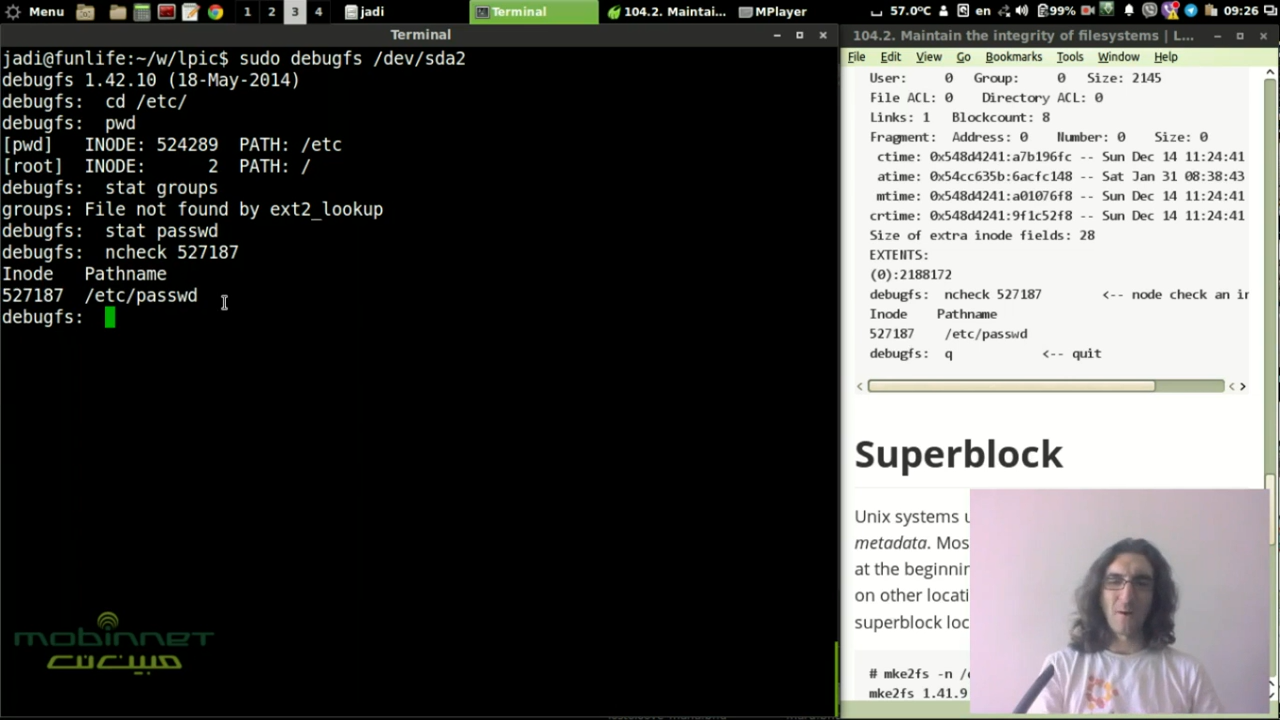 Menu 1 2 3 4 jadi Terminal 104.2. Maintai... MPlayer 57.0°C en 99% 09:26
Terminal
jadi@funlife:~/w/lpic$ sudo debugfs /dev/sda2
debugfs 1.42.10 (18-May-2014)
debugfs:  cd /etc/
debugfs:  pwd
[pwd]   INODE: 524289  PATH: /etc
[root]  INODE:      2  PATH: /
debugfs:  stat groups
groups: File not found by ext2_lookup
debugfs:  stat passwd
debugfs:  ncheck 527187
Inode   Pathname
527187  /etc/passwd
debugfs:
mobinnet
مبین نت
104.2. Maintain the integrity of filesystems | L...
File Edit View Go Bookmarks Tools Window Help
User:     0   Group:     0   Size: 2145
File ACL: 0    Directory ACL: 0
Links: 1   Blockcount: 8
Fragment:  Address: 0    Number: 0    Size: 0
ctime: 0x548d4241:a7b196fc -- Sun Dec 14 11:24:41
atime: 0x54cc635b:6acfc148 -- Sat Jan 31 08:38:43
mtime: 0x548d4241:a01076f8 -- Sun Dec 14 11:24:41
crtime: 0x548d4241:9f1c52f8 -- Sun Dec 14 11:24:41
Size of extra inode fields: 28
EXTENTS:
(0):2188172
debugfs:  ncheck 527187        <-- node check an ir
Inode    Pathname
527187    /etc/passwd
debugfs:  q            <-- quit
Superblock
Unix systems u
metadata. Mos
at the beginnin
on other locati
superblock loc
# mke2fs -n /
mke2fs 1.41.9